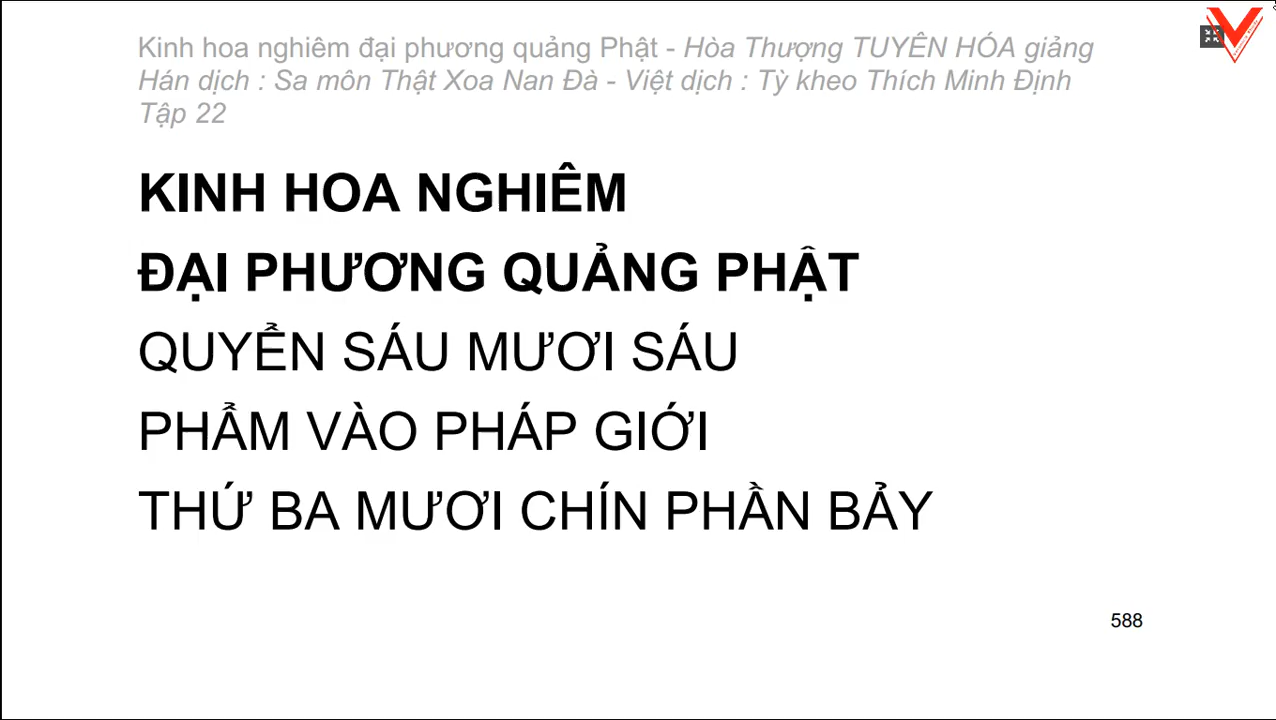 Kinh hoa nghiêm đại phương quảng Phật - Hòa Thượng TUYÊN HÓA giảng
Hán dịch : Sa môn Thật Xoa Nan Đà - Việt dịch : Tỳ kheo Thích Minh Định
Tập 22
KINH HOA NGHIÊM
ĐẠI PHƯƠNG QUẢNG PHẬT
QUYỂN SÁU MƯƠI SÁU
PHẨM VÀO PHÁP GIỚI
THỨ BA MƯƠI CHÍN PHẦN BẢY
588